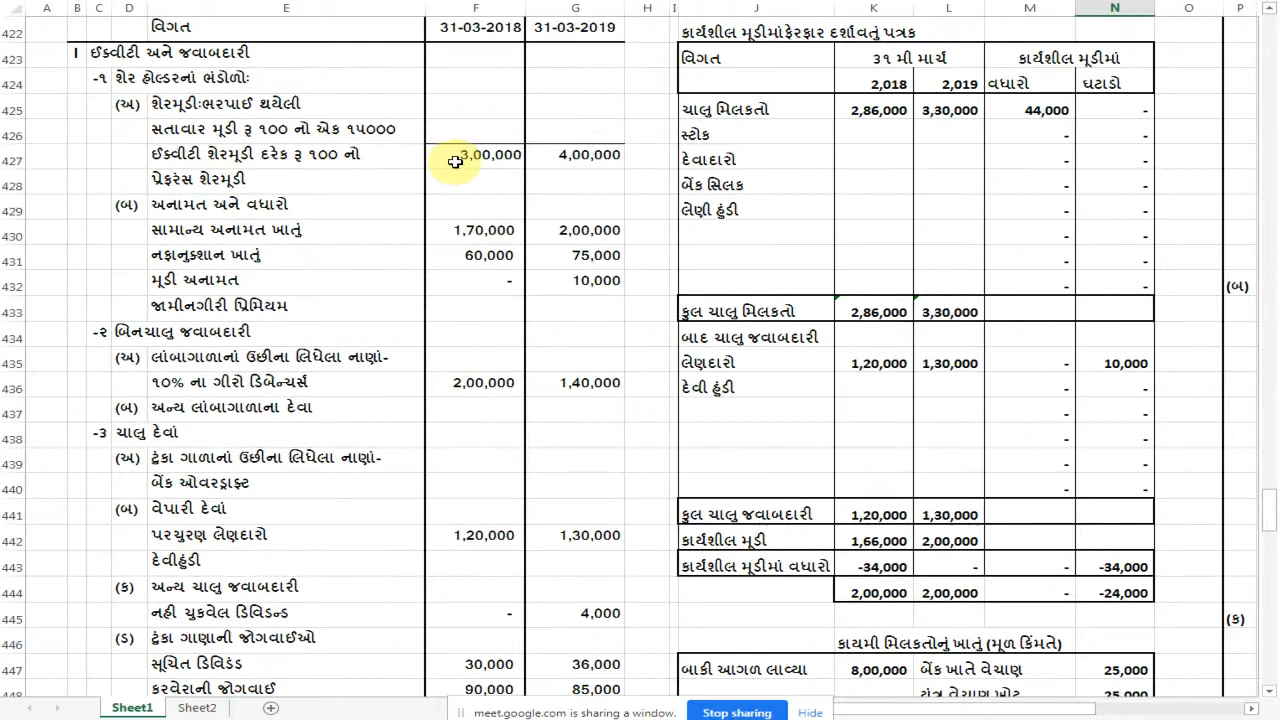 B C D E F G H I J K L M N O P
422 વિગત 31-03-2018 31-03-2019 કાર્યશીલ મૂડીમાંફેરફાર દર્શાવતું પત્રક
423 I ઈક્વીટી અને જવાબદારી વિગત ૩૧ મી માર્ચ કાર્યશીલ મૂડીમાં
424 -૧ શેર હોલ્ડરનાં ભંડોળોઃ 2,018 2,019 વધારો ઘટાડો
425 (અ) શેરમૂડીઃભરપાઈ થયેલી ચાલુ મિલકતો 2,86,000 3,30,000 44,000 -
426 સતાવાર મૂડી રૂ ૧૦૦ નો એક ૧૫૦૦૦ સ્ટોક - -
427 ઈક્વીટી શેરમૂડી દરેક રૂ ૧૦૦ નો 3,00,000 4,00,000 દેવાદારો - -
428 પ્રેફરંસ શેરમૂડી બેંક સિલક - -
429 (બ) અનામત અને વધારો લેણી હુંડી - -
430 સામાન્ય અનામત ખાતું 1,70,000 2,00,000 - -
431 નફાનુક્શાન ખાતું 60,000 75,000 - -
432 મૂડી અનામત - 10,000 - - (બ)
433 જામીનગીરી પ્રિમિયમ કુલ ચાલુ મિલકતો 2,86,000 3,30,000
434 -૨ બિનચાલુ જવાબદારી બાદ ચાલુ જવાબદારી
435 (અ) લાંબાગાળાનાં ઉછીના લિધેલા નાણાં- લેણદારો 1,20,000 1,30,000 - 10,000
436 ૧૦% ના ગીરો ડિબેન્ચર્સ 2,00,000 1,40,000 દેવી હુંડી - -
437 (બ) અન્ય લાંબાગાળાના દેવા - -
438 -૩ ચાલુ દેવાં - -
439 (અ) ટુંકા ગાળાનાં ઉછીના લિધેલા નાણાં- - -
440 બેંક ઓવરડ્રાફ્ટ - -
441 (બ) વેપારી દેવાં કુલ ચાલુ જવાબદારી 1,20,000 1,30,000
442 પરચુરણ લેણદારો 1,20,000 1,30,000 કાર્યશીલ મૂડી 1,66,000 2,00,000 - -
443 દેવીહુંડી કાર્યશીલ મૂડીમાં વધારો -34,000 - - -34,000
444 (ક) અન્ય ચાલુ જવાબદારી 2,00,000 2,00,000 - -24,000
445 નહી ચુકવેલ ડિવિડન્ડ - 4,000 (ક)
446 (ડ) ટુંકા ગાણાની જોગવાઈઓ કાયમી મિલકતોનું ખાતું (મૂળ કિંમતે)
447 સૂચિત ડિવિડંડ 30,000 36,000 બાકી આગળ લાવ્યા 8,00,000 બેંક ખાતે વેચાણ 25,000
448 કરવેરાની જોગવાઈ 90,000 85,000 યંત્ર વેચાણ ખોટ 25,000
Sheet1 Sheet2
meet.google.com is sharing a window. Stop sharing Hide